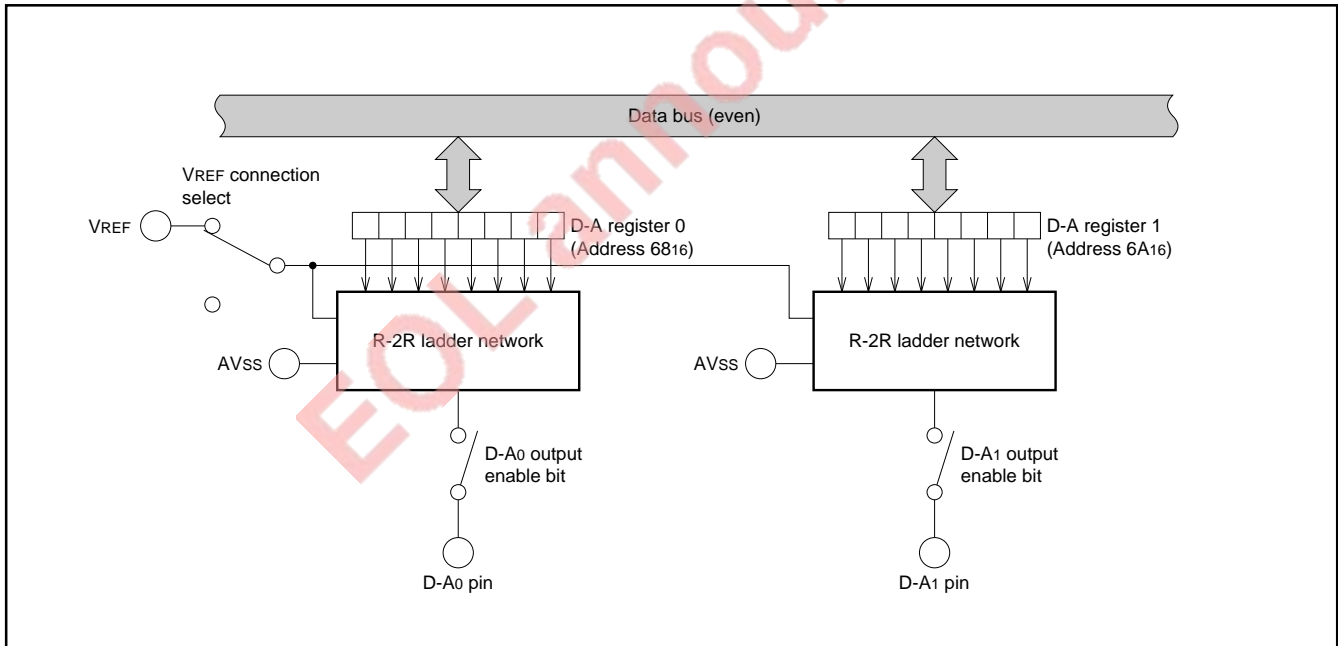 Data bus (even)
VREF connection
select
VREF
D-A register 0
(Address 6816)
D-A register 1
(Address 6A16)
R-2R ladder network
R-2R ladder network
AVSS
AVSS
D-A0 output
enable bit
D-A1 output
enable bit
D-A0 pin
D-A1 pin
EOL annou